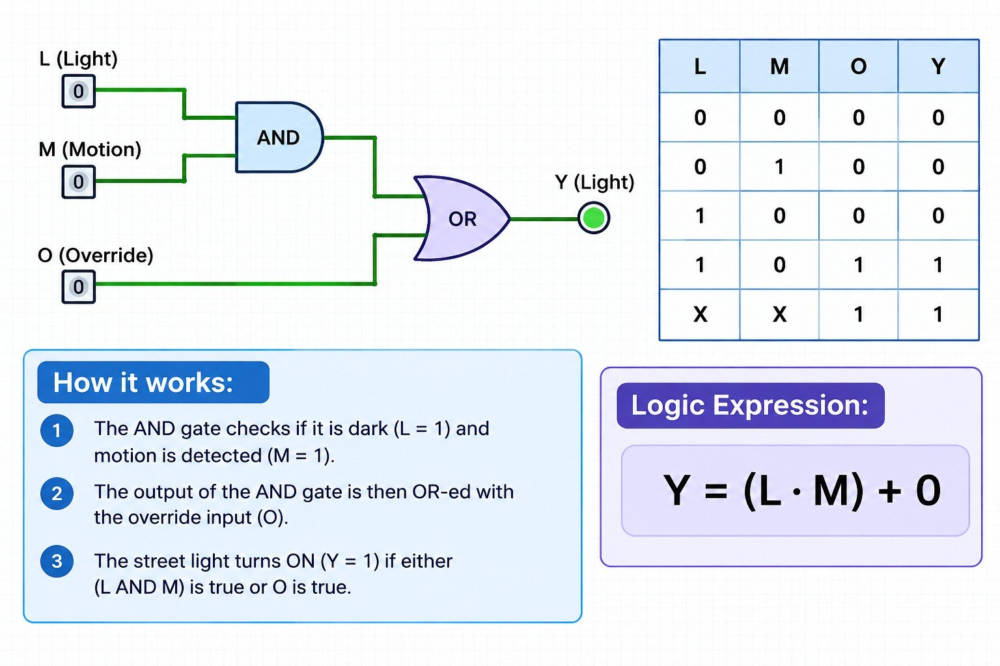 L (Light)
0
M (Motion)
0
O (Override)
0
AND
OR
Y (Light)
L M O Y
0 0 0 0
0 1 0 0
1 0 0 0
1 0 1 1
X X 1 1
How it works:
1 The AND gate checks if it is dark (L = 1) and
motion is detected (M = 1).
2 The output of the AND gate is then OR-ed with
the override input (O).
3 The street light turns ON (Y = 1) if either
(L AND M) is true or O is true.
Logic Expression:
Y = (L · M) + 0